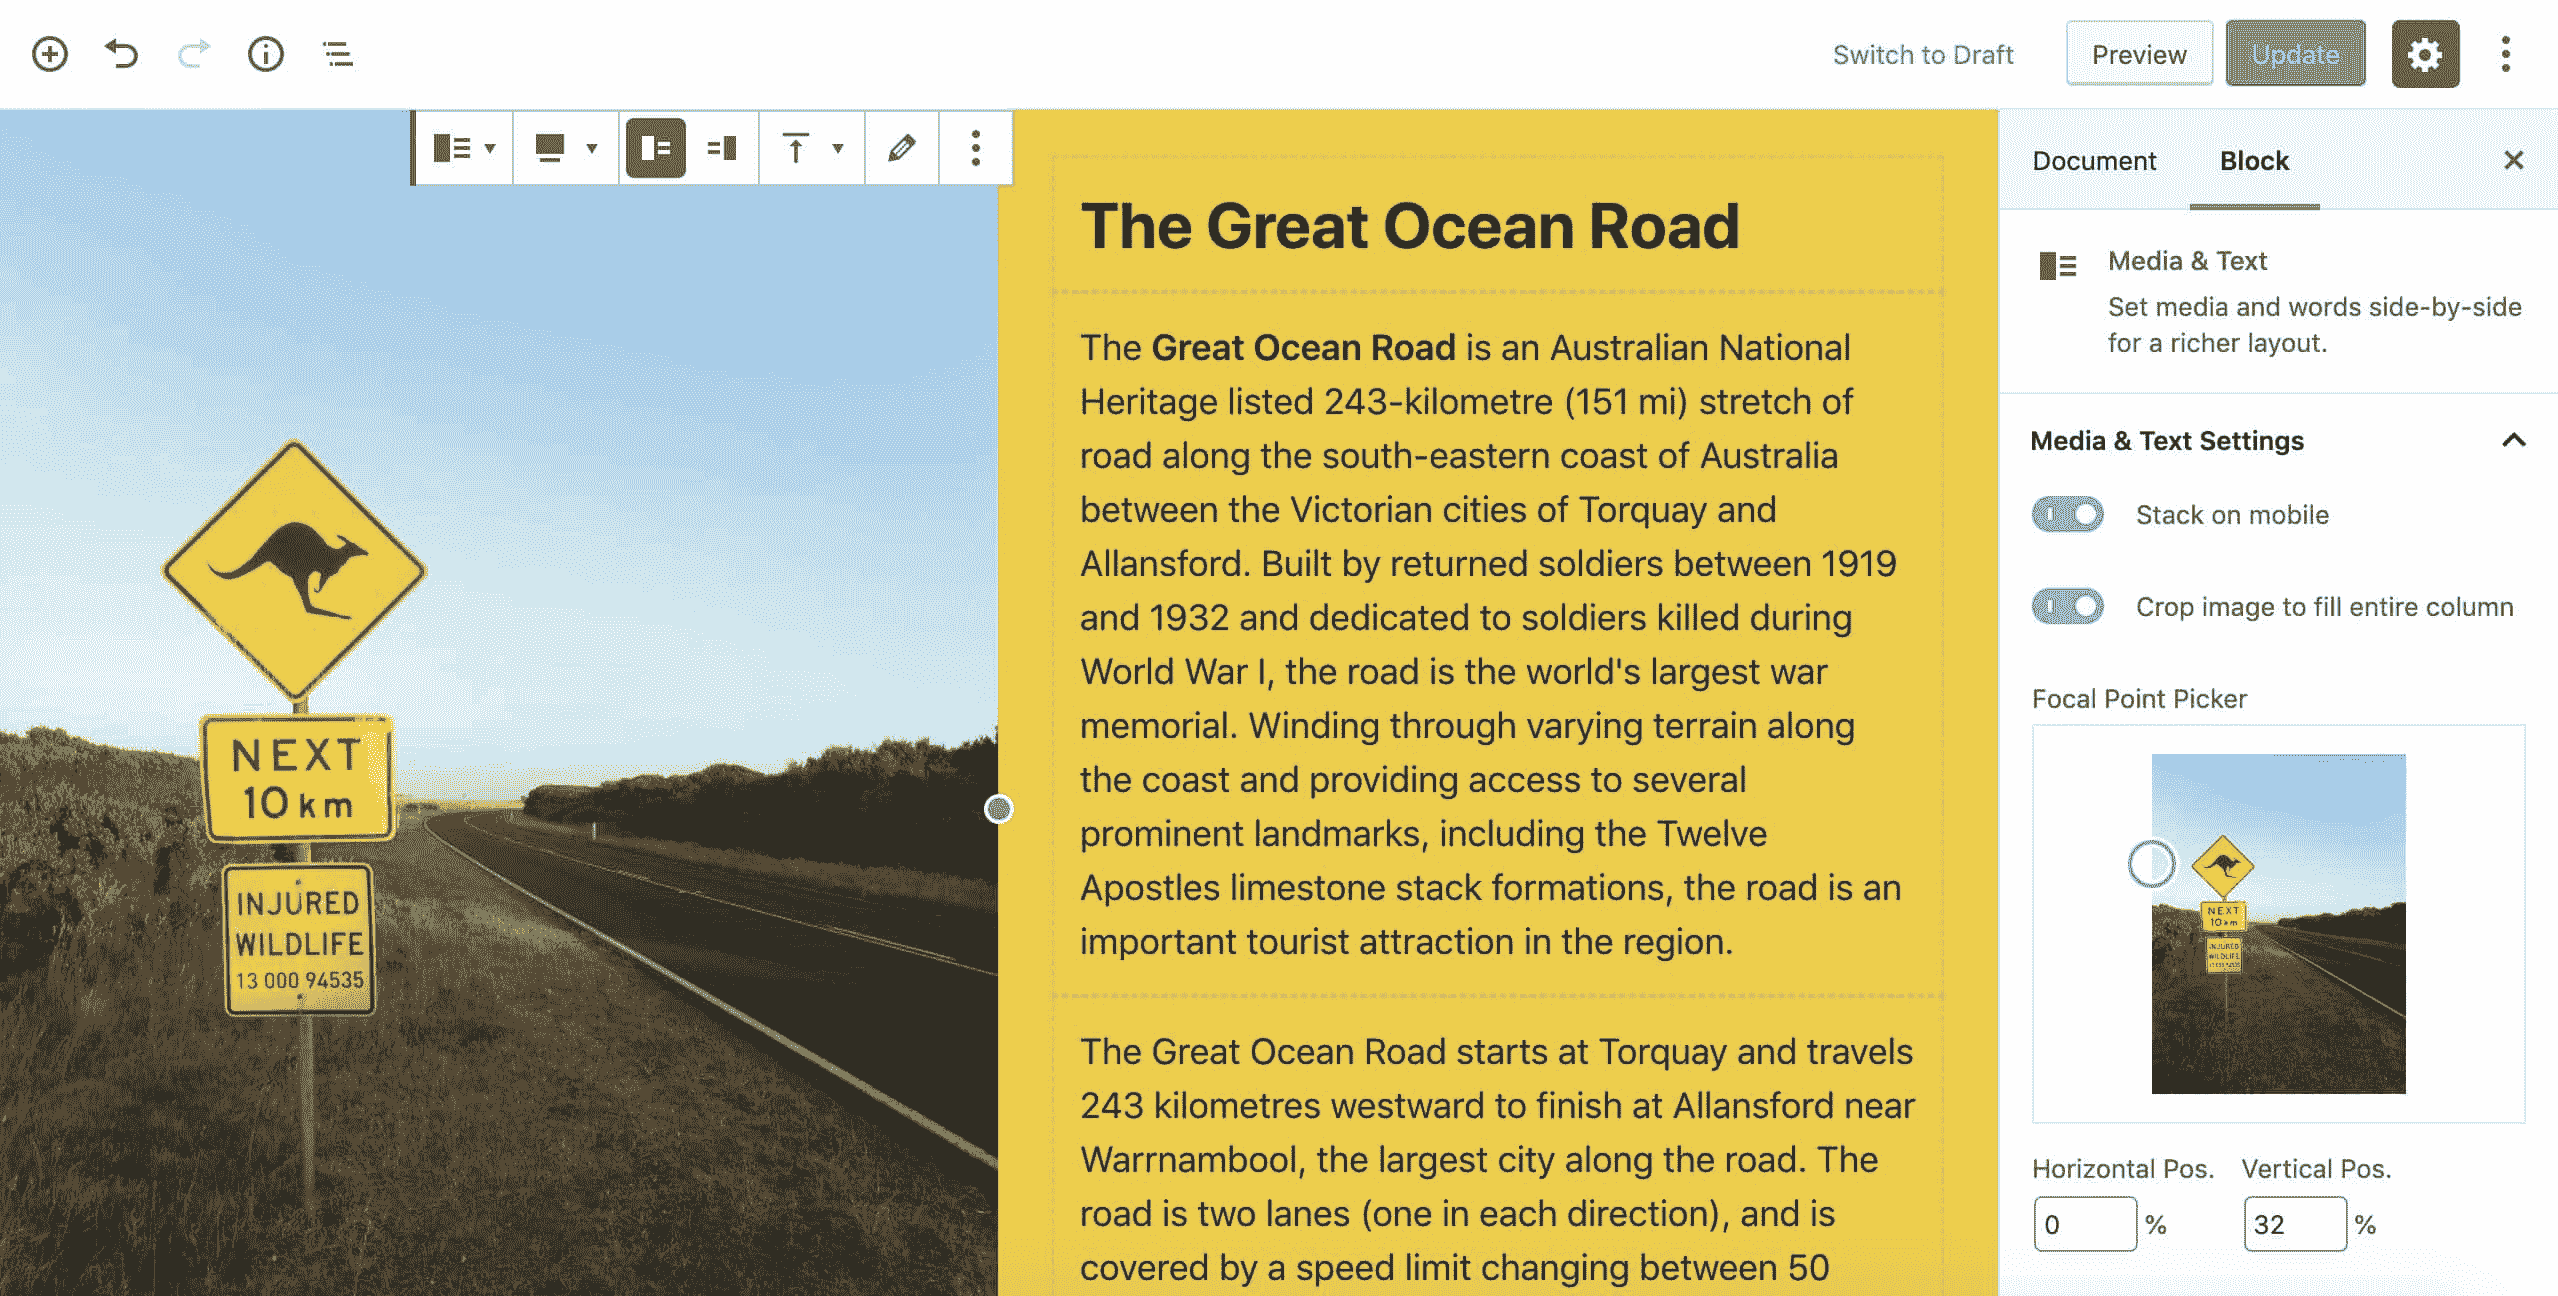 Switch to Draft
Preview
Update
The Great Ocean Road
The Great Ocean Road is an Australian National
Heritage listed 243-kilometre (151 mi) stretch of
road along the south-eastern coast of Australia
between the Victorian cities of Torquay and
Allansford. Built by returned soldiers between 1919
and 1932 and dedicated to soldiers killed during
World War I, the road is the world's largest war
memorial. Winding through varying terrain along
the coast and providing access to several
prominent landmarks, including the Twelve
Apostles limestone stack formations, the road is an
important tourist attraction in the region.
The Great Ocean Road starts at Torquay and travels
243 kilometres westward to finish at Allansford near
Warrnambool, the largest city along the road. The
road is two lanes (one in each direction), and is
covered by a speed limit changing between 50
NEXT
10km
INJURED
WILDLIFE
13 000 94535
Document
Block
Media & Text
Set media and words side-by-side
for a richer layout.
Media & Text Settings
Stack on mobile
Crop image to fill entire column
Focal Point Picker
NEXT
10km
INJURED
WILDLIFE
13 000 94535
Horizontal Pos.
Vertical Pos.
0 %
32 %